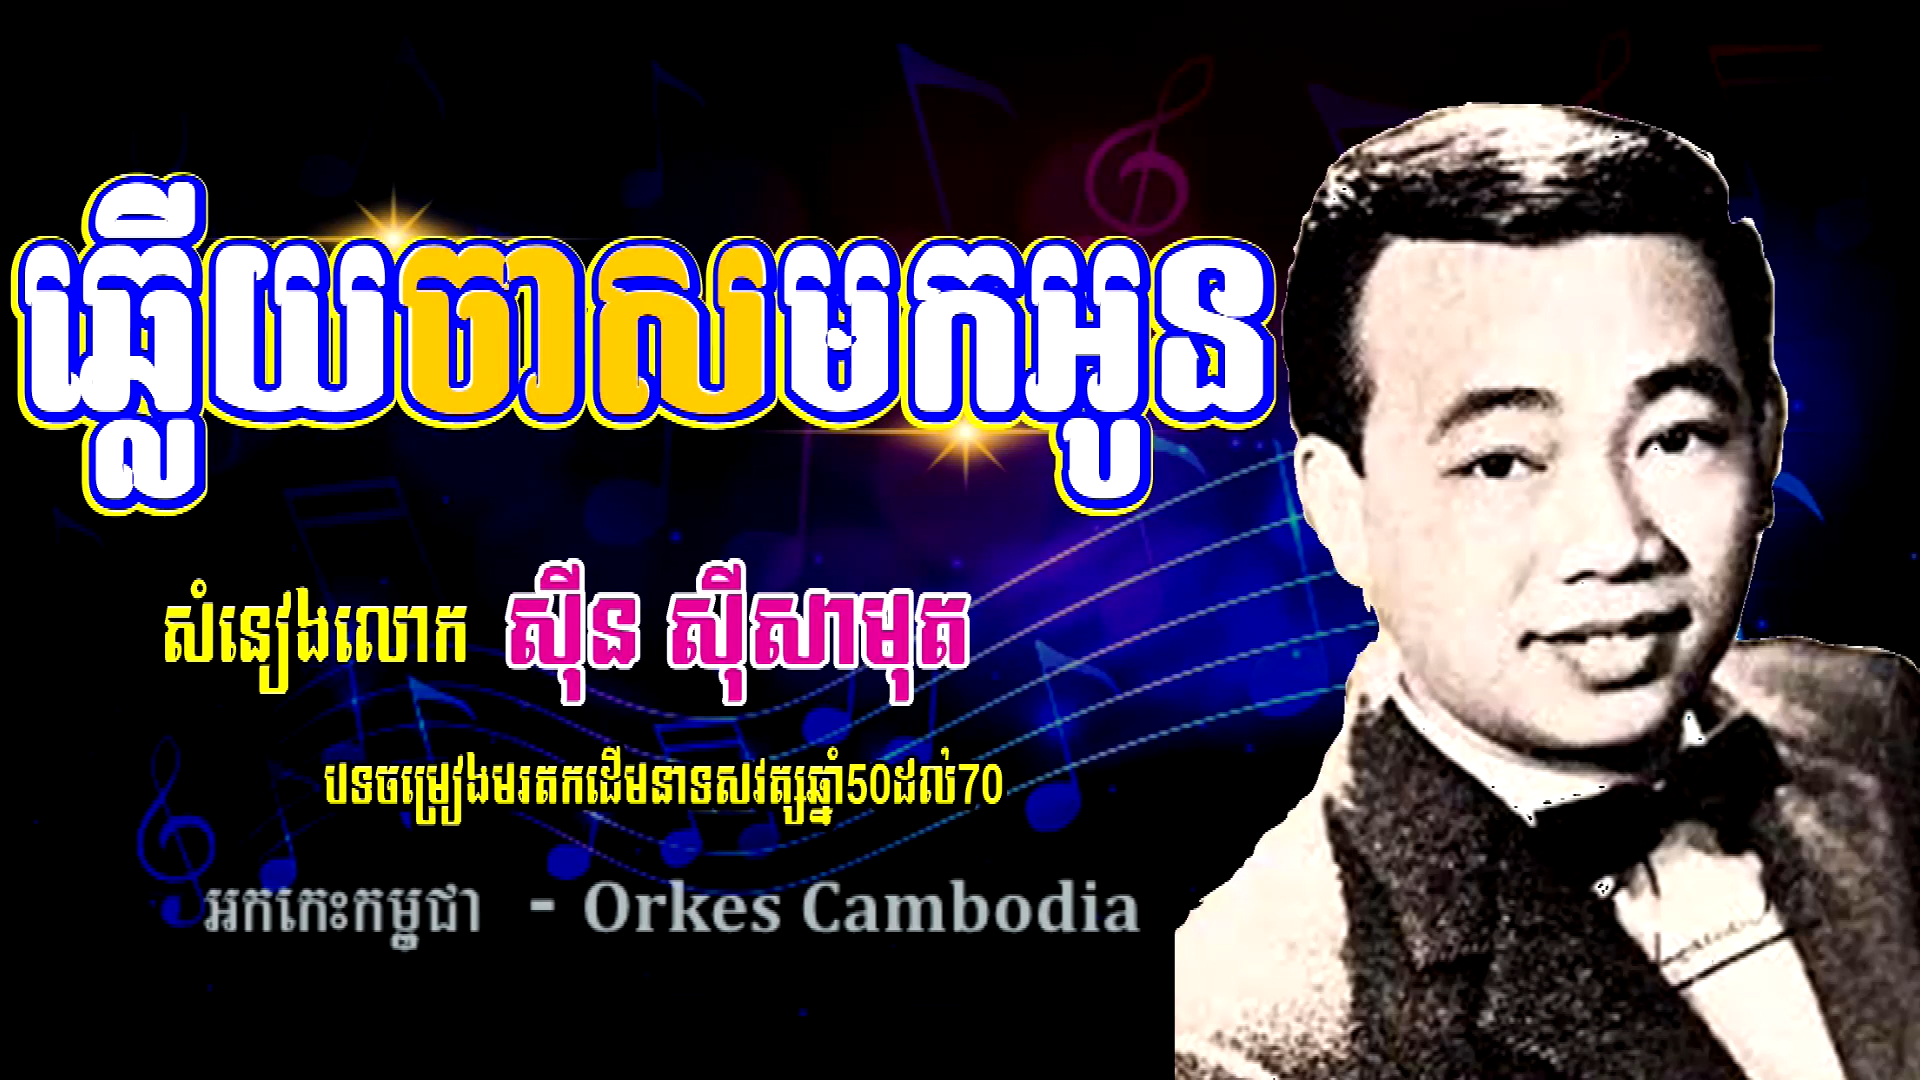 ឆ្លើយចាសមកអូន
សំនៀងលោក ស៊ីន ស៊ីសាមុត
បទចម្រៀងមរតកដើមនាទសវត្សឆ្នាំ50ដល់70
អកកេះកម្ពុជា - Orkes Cambodia